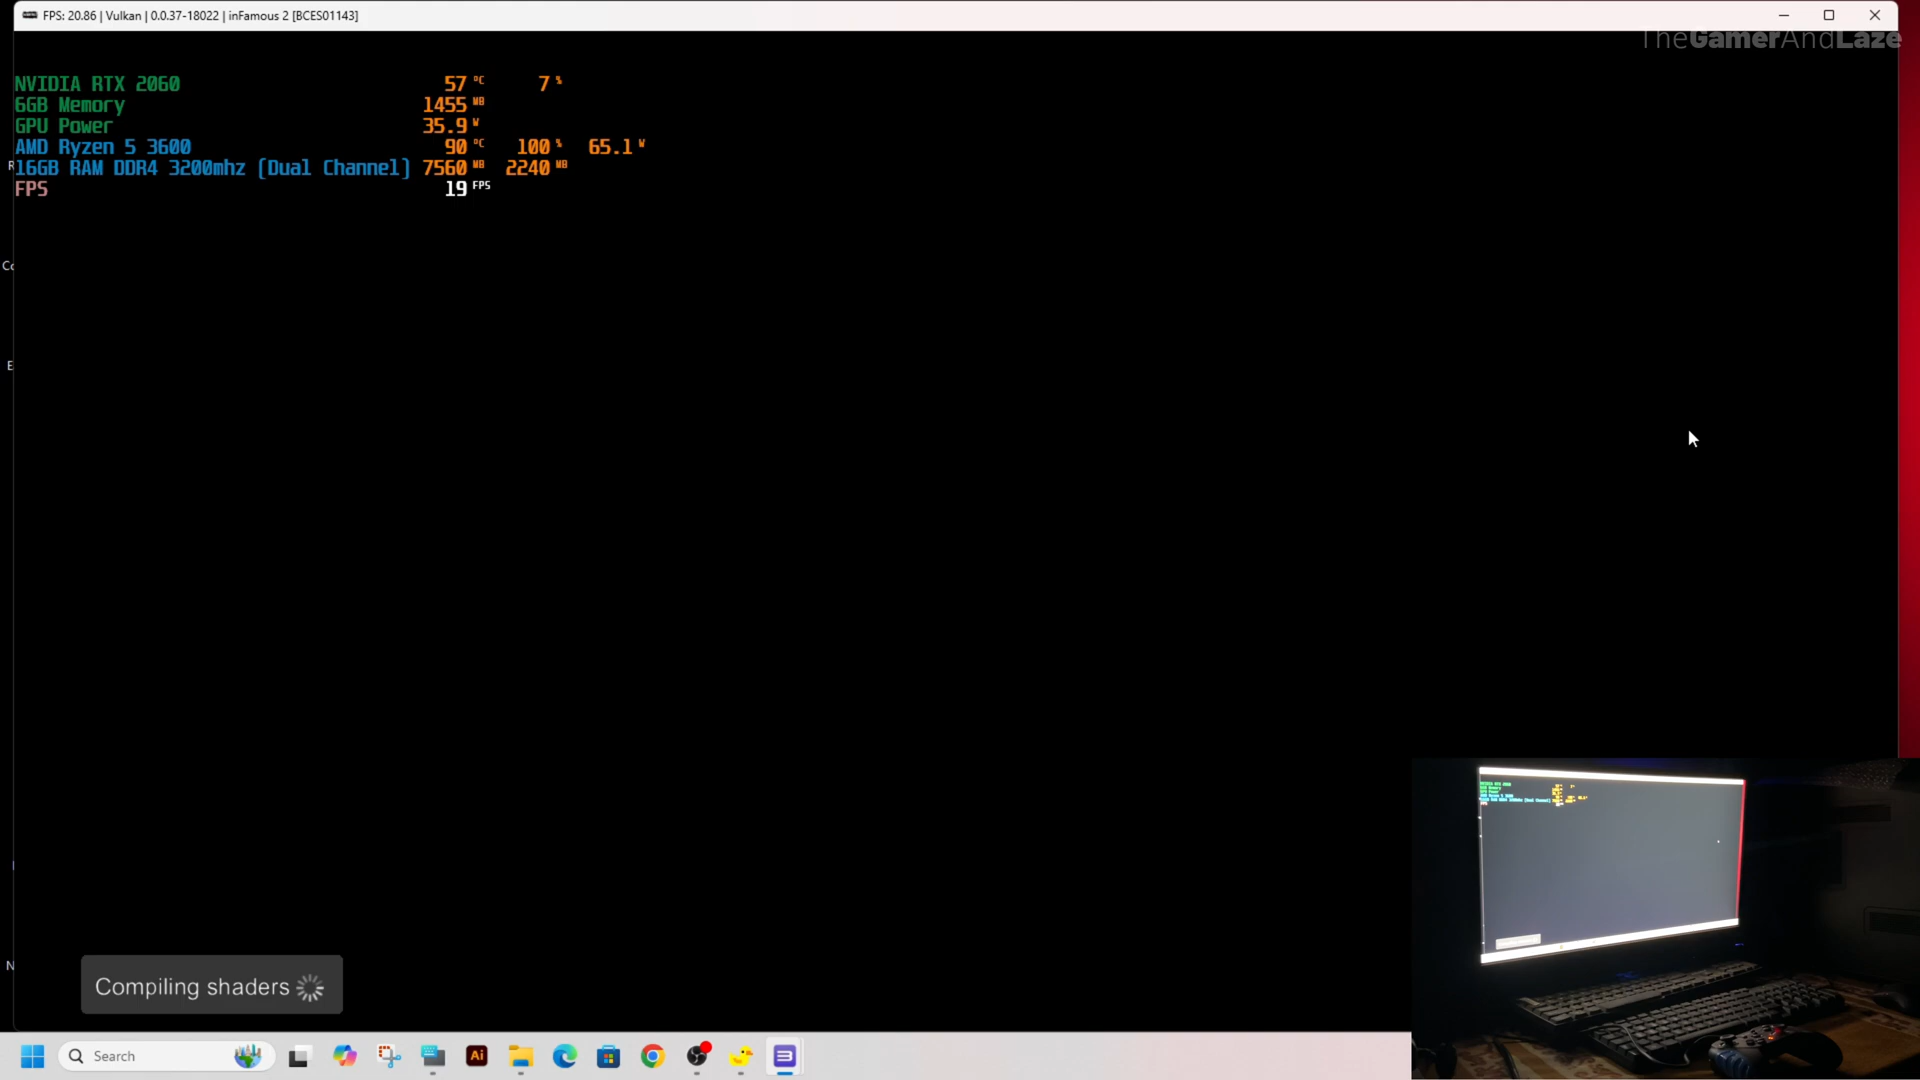 FPS: 20.86 | Vulkan | 0.0.37-18022 | inFamous 2 [BCES01143]
TheGamerAndLaze
NVIDIA RTX 2060 57 °C 7 %
6GB Memory 1455 MB
GPU Power 35.9 W
AMD Ryzen 5 3600 90 °C 100 % 65.1 W
16GB RAM DDR4 3200mhz (Dual Channel) 7560 MB 2240 MB
FPS 19 FPS
Co
E
N
Compiling shaders
Search
Ai